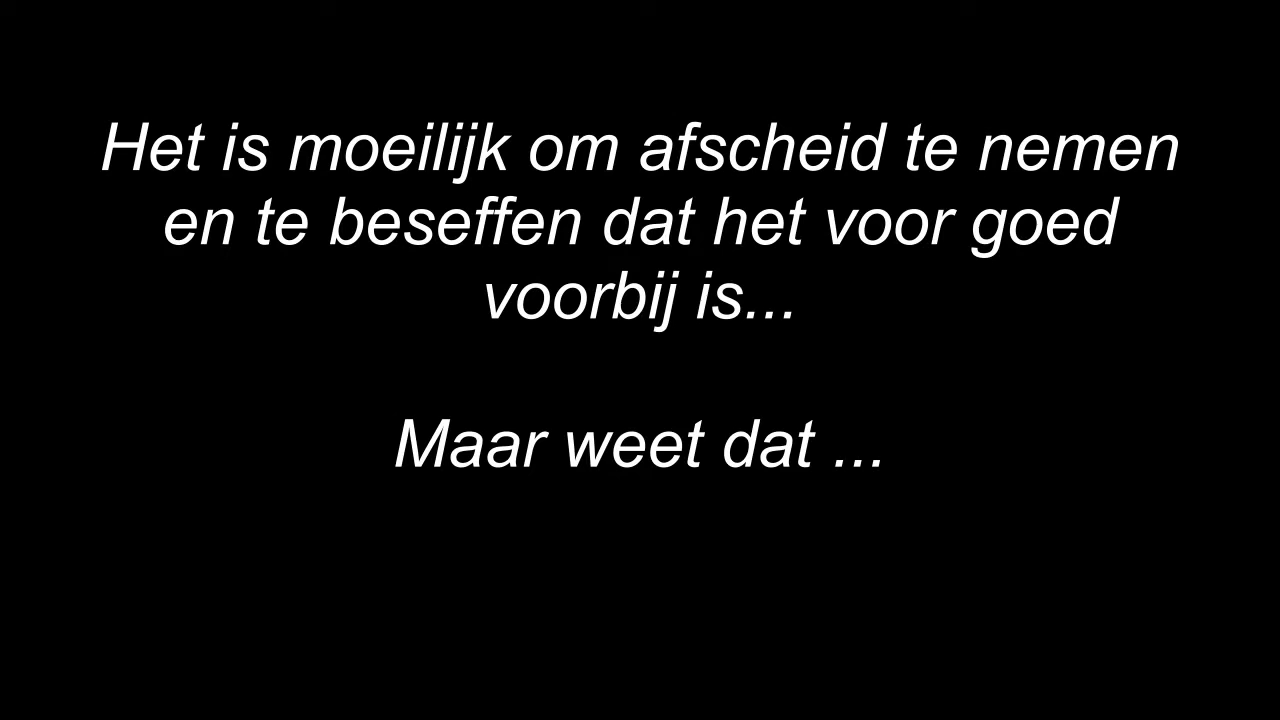 Het is moeilijk om afscheid te nemen
en te beseffen dat het voor goed
voorbij is...
Maar weet dat ...